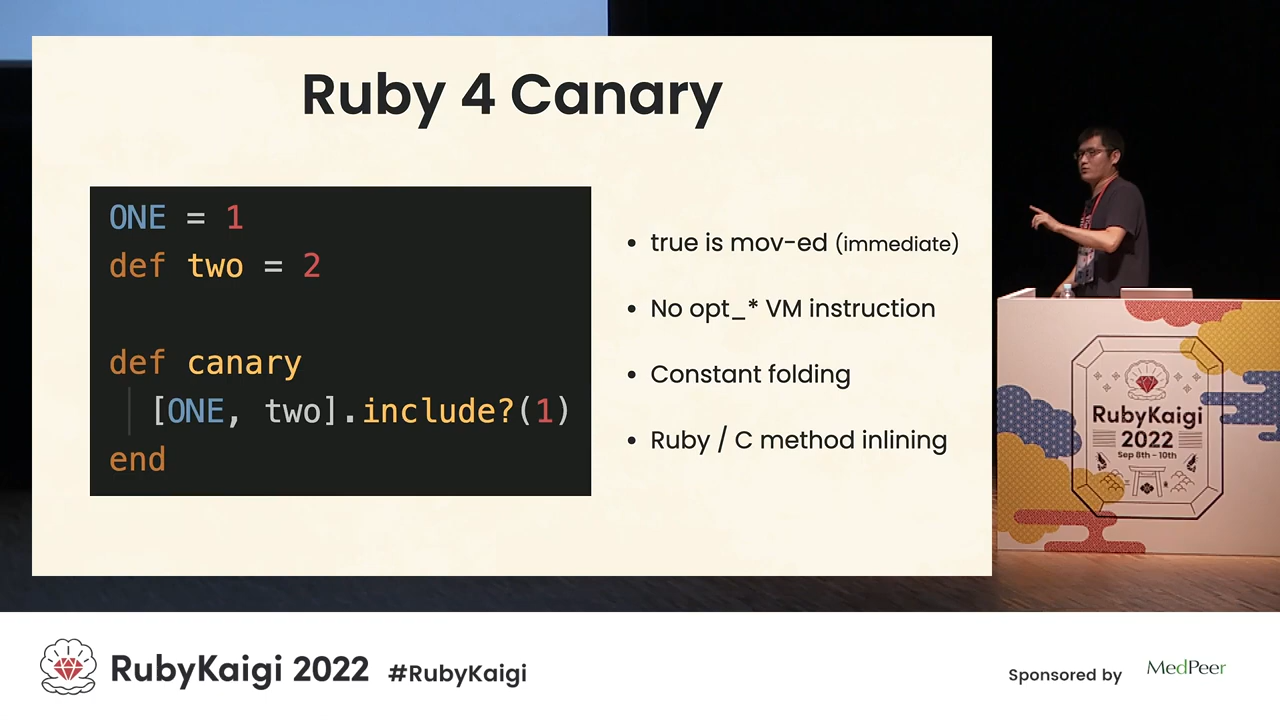 Ruby 4 Canary
ONE = 1
def two = 2
def canary
[ONE, two].include?(1)
end
• true is mov-ed (immediate)
• No opt_* VM instruction
• Constant folding
• Ruby / C method inlining
RubyKaigi
2022
Sep 8th - 10th
RubyKaigi 2022 #RubyKaigi
Sponsored by MedPeer